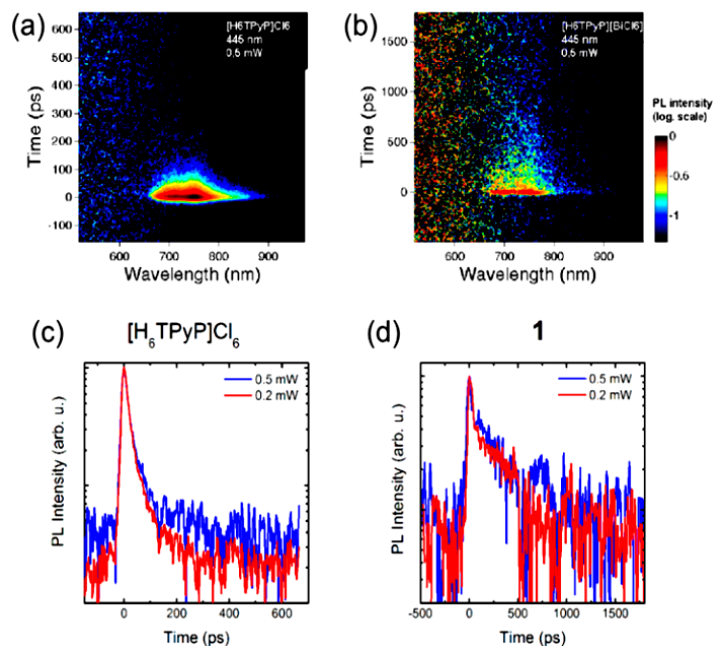 (a)
[H6TPyP]Cl6
445 nm
0.5 mW
Time (ps)
600
500
400
300
200
100
0
-100
600 700 800 900
Wavelength (nm)
(b)
[H6TPyP][BiCl6]
445 nm
0.5 mW
Time (ps)
1500
1000
500
0
600 700 800 900
Wavelength (nm)
PL intensity
(log. scale)
0
-0.6
-1
(c) [H6TPyP]Cl6
0.5 mW
0.2 mW
PL Intensity (arb. u.)
0 200 400 600
Time (ps)
(d) 1
0.5 mW
0.2 mW
PL Intensity (arb. u.)
-500 0 500 1000 1500
Time (ps)